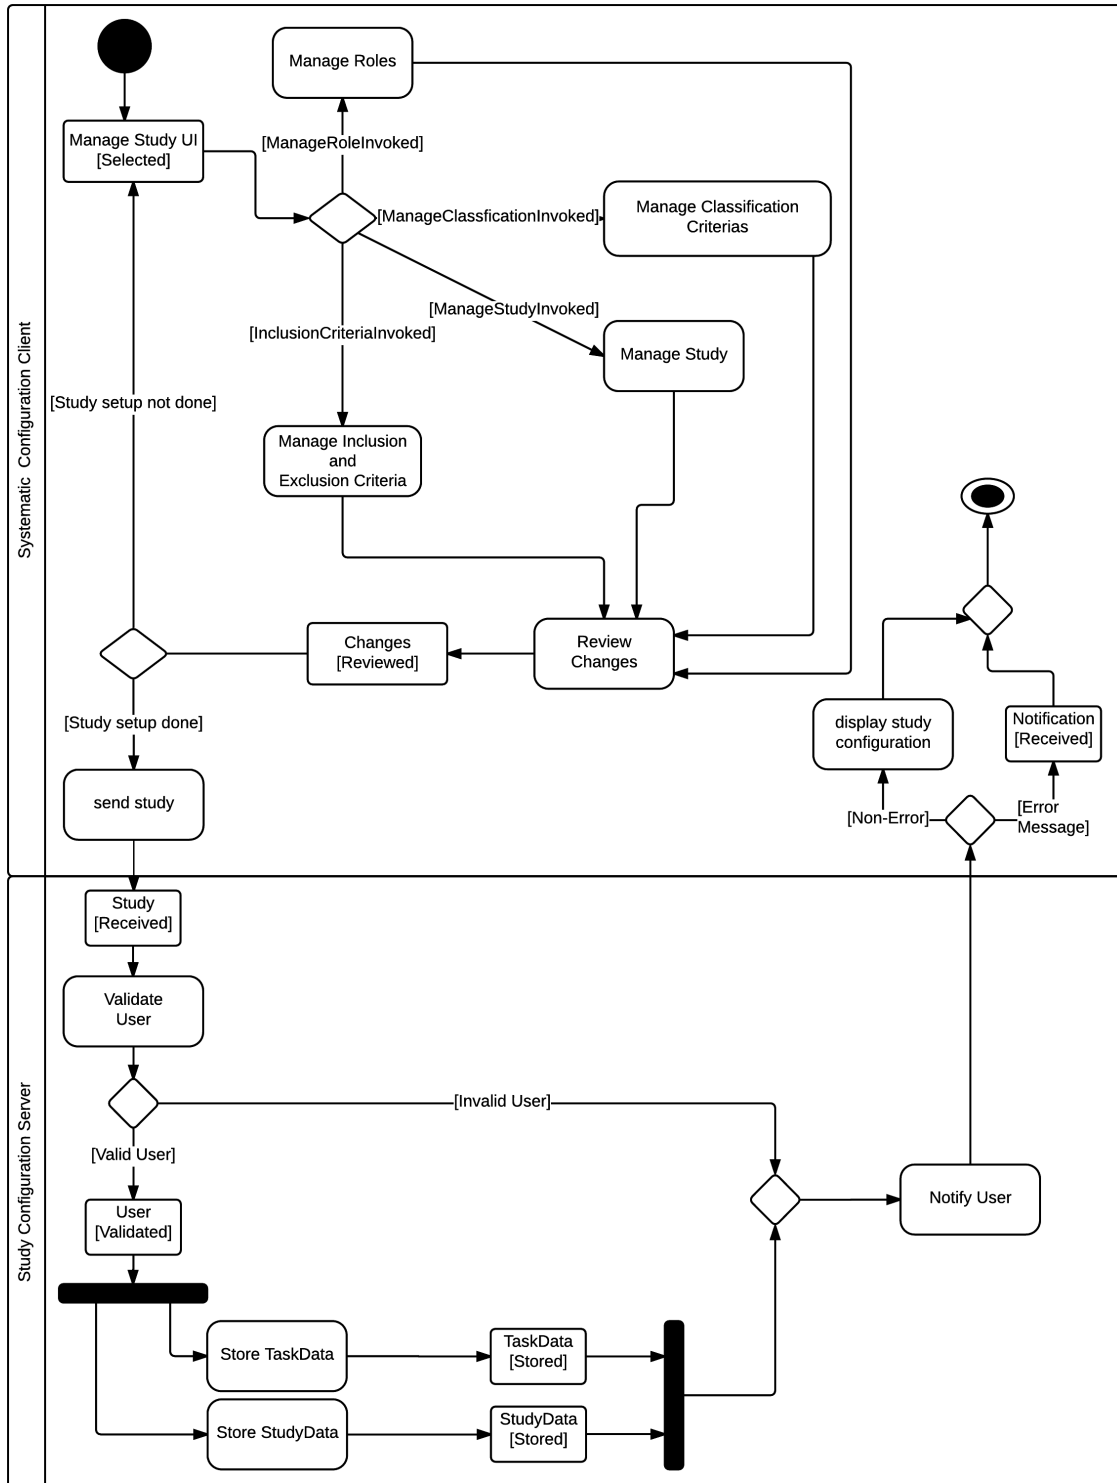 Systematic  Configuration Client
Manage Roles
Manage Study UI
[Selected]
[ManageRoleInvoked]
[ManageClassficationInvoked]
Manage Classification
Criterias
[ManageStudyInvoked]
[InclusionCriteriaInvoked]
Manage Study
[Study setup not done]
Manage Inclusion
and
Exclusion Criteria
Changes
[Reviewed]
Review
Changes
[Study setup done]
display study
configuration
Notification
[Received]
send study
[Non-Error]
[Error
Message]
Study Configuration Server
Study
[Received]
Validate
User
[Invalid User]
[Valid User]
User
[Validated]
Notify User
Store TaskData
TaskData
[Stored]
Store StudyData
StudyData
[Stored]